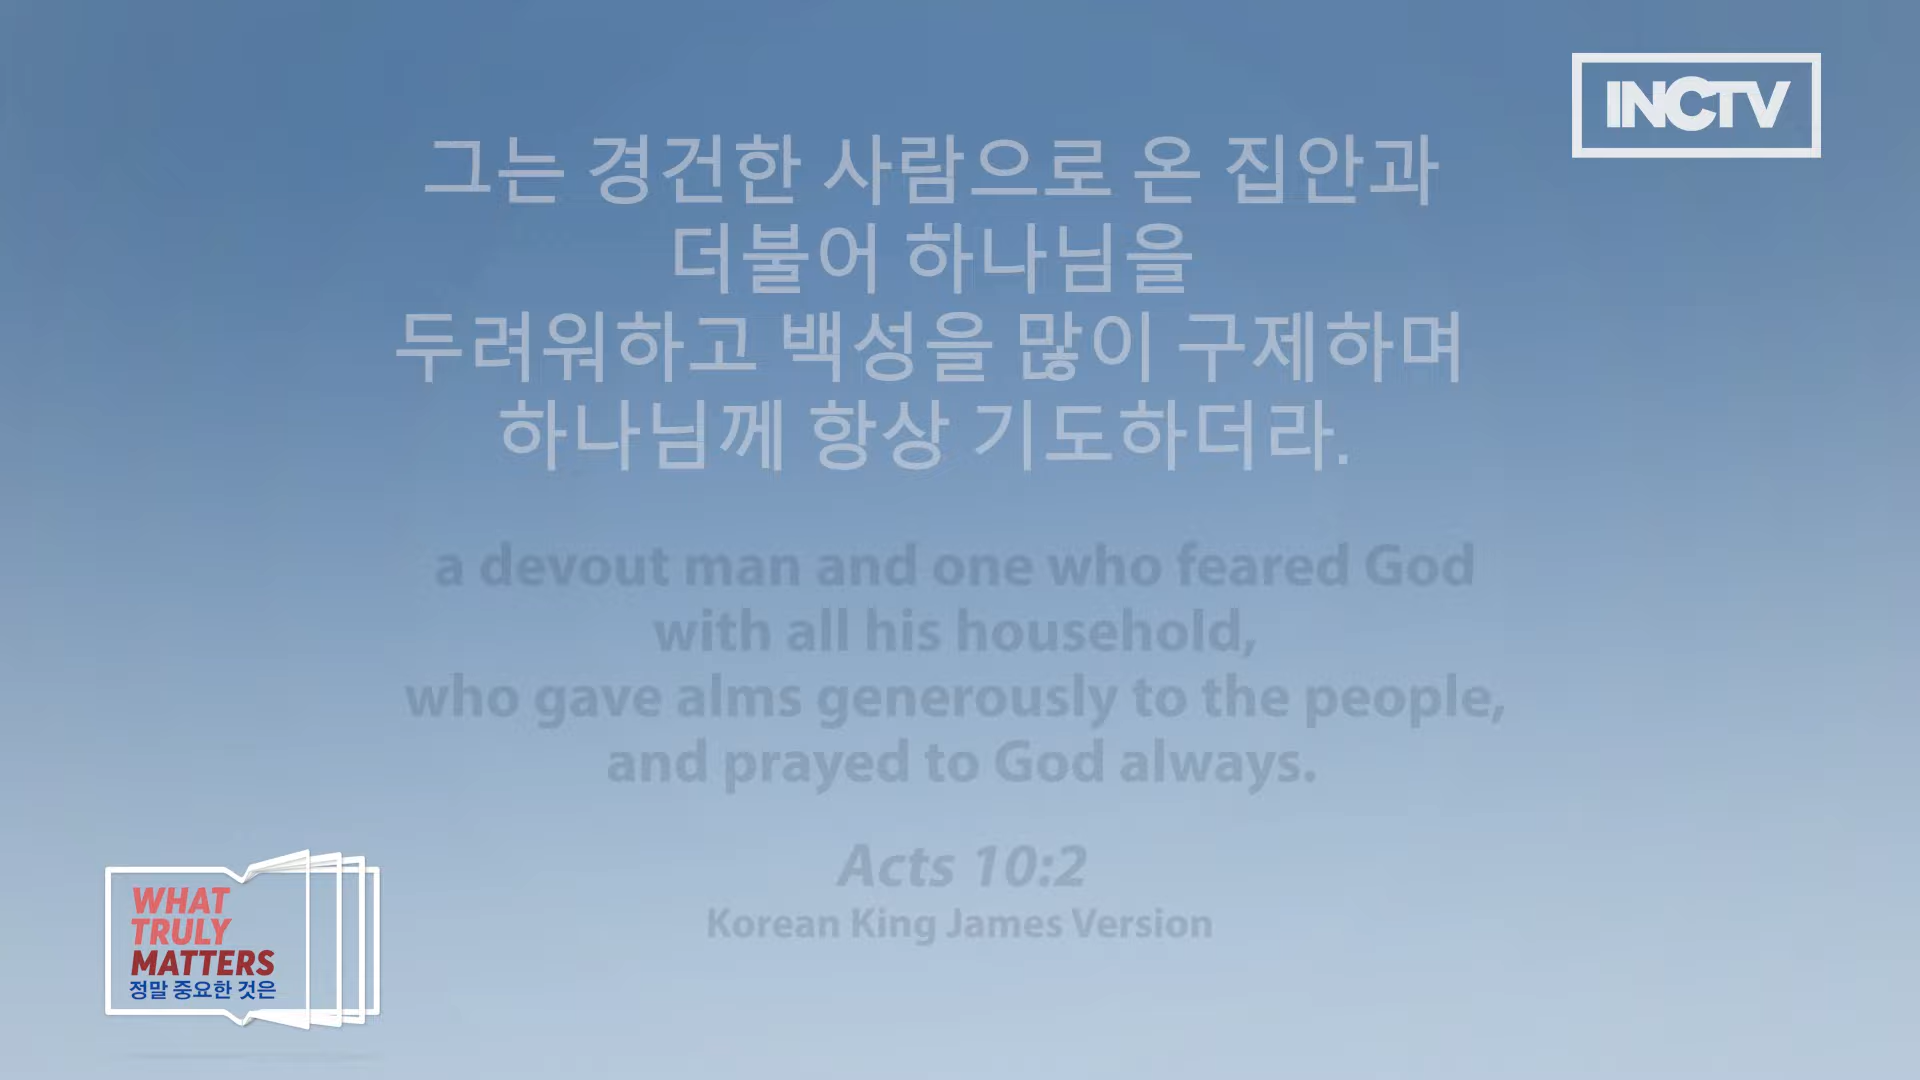 INCTV
그는 경건한 사람으로 온 집안과
더불어 하나님을
두려워하고 백성을 많이 구제하며
하나님께 항상 기도하더라.
a devout man and one who feared God
with all his household,
who gave alms generously to the people,
and prayed to God always.
Acts 10:2
Korean King James Version
WHAT
TRULY
MATTERS
정말 중요한 것은